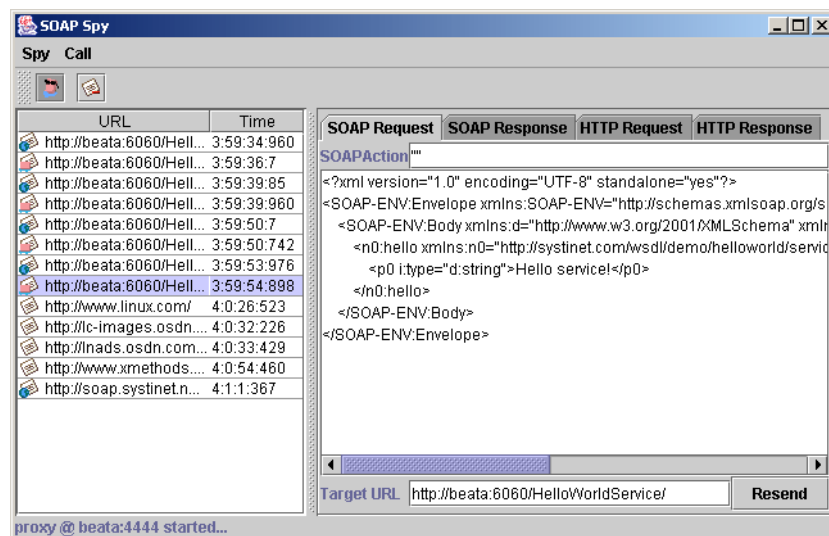 SOAP Spy
Spy Call
URL Time
http://beata:6060/Hell... 3:59:34:960
http://beata:6060/Hell... 3:59:36:7
http://beata:6060/Hell... 3:59:39:85
http://beata:6060/Hell... 3:59:39:960
http://beata:6060/Hell... 3:59:50:7
http://beata:6060/Hell... 3:59:50:742
http://beata:6060/Hell... 3:59:53:976
http://beata:6060/Hell... 3:59:54:898
http://www.linux.com/ 4:0:26:523
http://lc-images.osdn.... 4:0:32:226
http://lnads.osdn.com... 4:0:33:429
http://www.xmethods.... 4:0:54:460
http://soap.systinet.n... 4:1:1:367
SOAP Request SOAP Response HTTP Request HTTP Response
SOAPAction ""
<?xml version="1.0" encoding="UTF-8" standalone="yes"?>
<SOAP-ENV:Envelope xmlns:SOAP-ENV="http://schemas.xmlsoap.org/s
<SOAP-ENV:Body xmlns:d="http://www.w3.org/2001/XMLSchema" xmln
<n0:hello xmlns:n0="http://systinet.com/wsdl/demo/helloworld/servic
<p0 i:type="d:string">Hello service!</p0>
</n0:hello>
</SOAP-ENV:Body>
</SOAP-ENV:Envelope>
Target URL http://beata:6060/HelloWorldService/ Resend
proxy @ beata:4444 started...